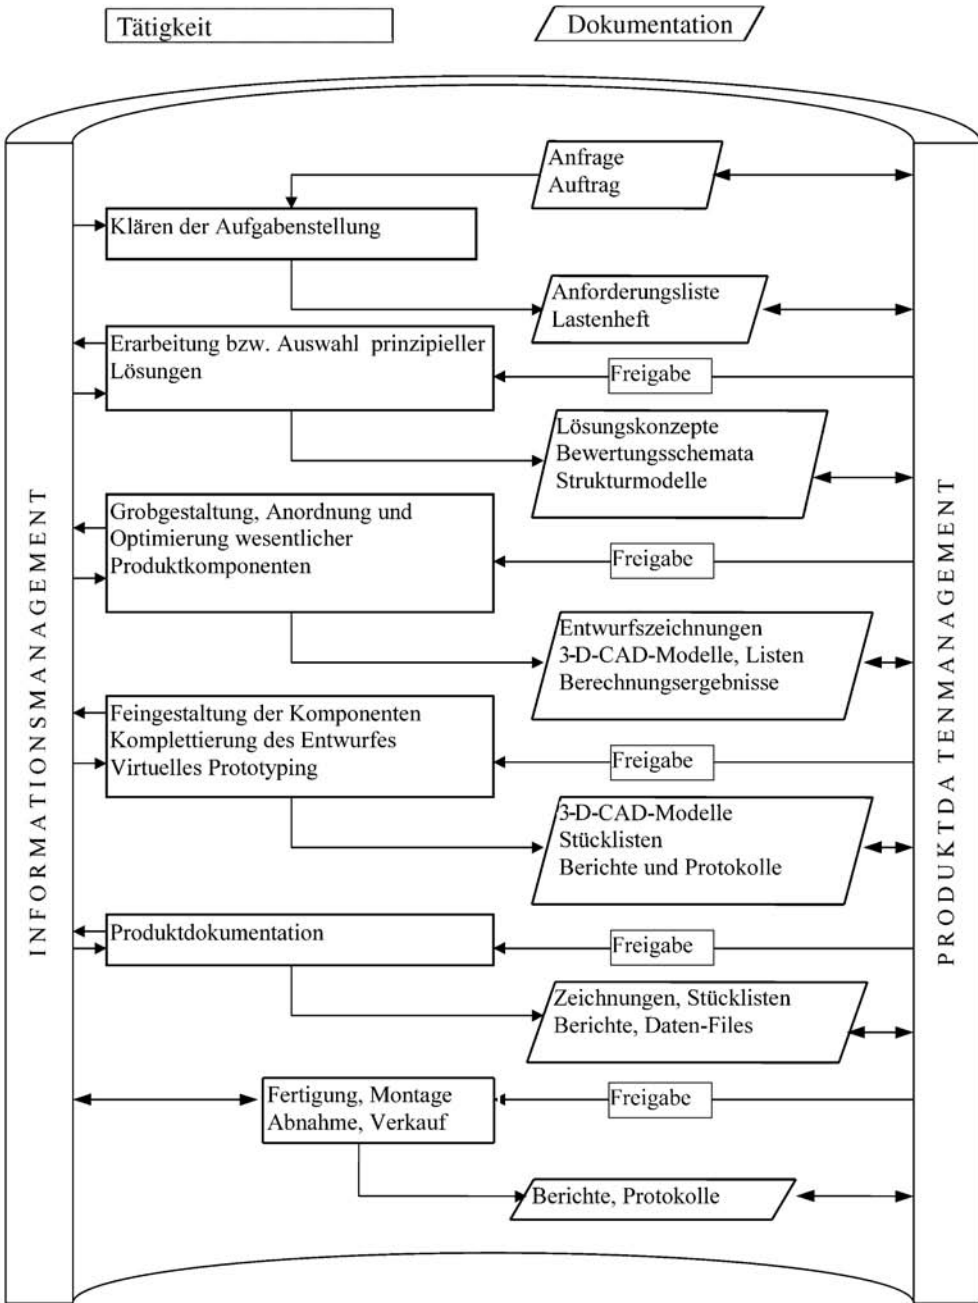 Tätigkeit
Dokumentation
Anfrage
Auftrag
Klären der Aufgabenstellung
Anforderungsliste
Lastenheft
Erarbeitung bzw. Auswahl prinzipieller
Lösungen
Freigabe
Lösungskonzepte
Bewertungsschemata
Strukturmodelle
Grobgestaltung, Anordnung und
Optimierung wesentlicher
Produktkomponenten
Freigabe
Entwurfszeichnungen
3-D-CAD-Modelle, Listen
Berechnungsergebnisse
Feingestaltung der Komponenten
Komplettierung des Entwurfes
Virtuelles Prototyping
Freigabe
3-D-CAD-Modelle
Stücklisten
Berichte und Protokolle
Produktdokumentation
Freigabe
Zeichnungen, Stücklisten
Berichte, Daten-Files
Fertigung, Montage
Abnahme, Verkauf
Freigabe
Berichte, Protokolle
INFORMATIONSMANAGEMENT
PRODUKTDA TENMANAGEMENT